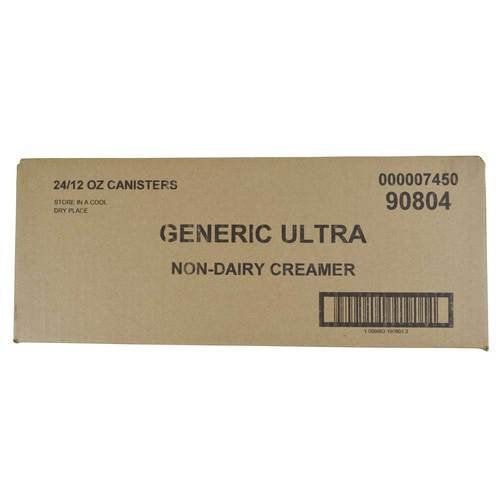 24/12 OZ CANISTERS
STORE IN A COOL
DRY PLACE
000007450
90804
GENERIC ULTRA
NON-DAIRY CREAMER